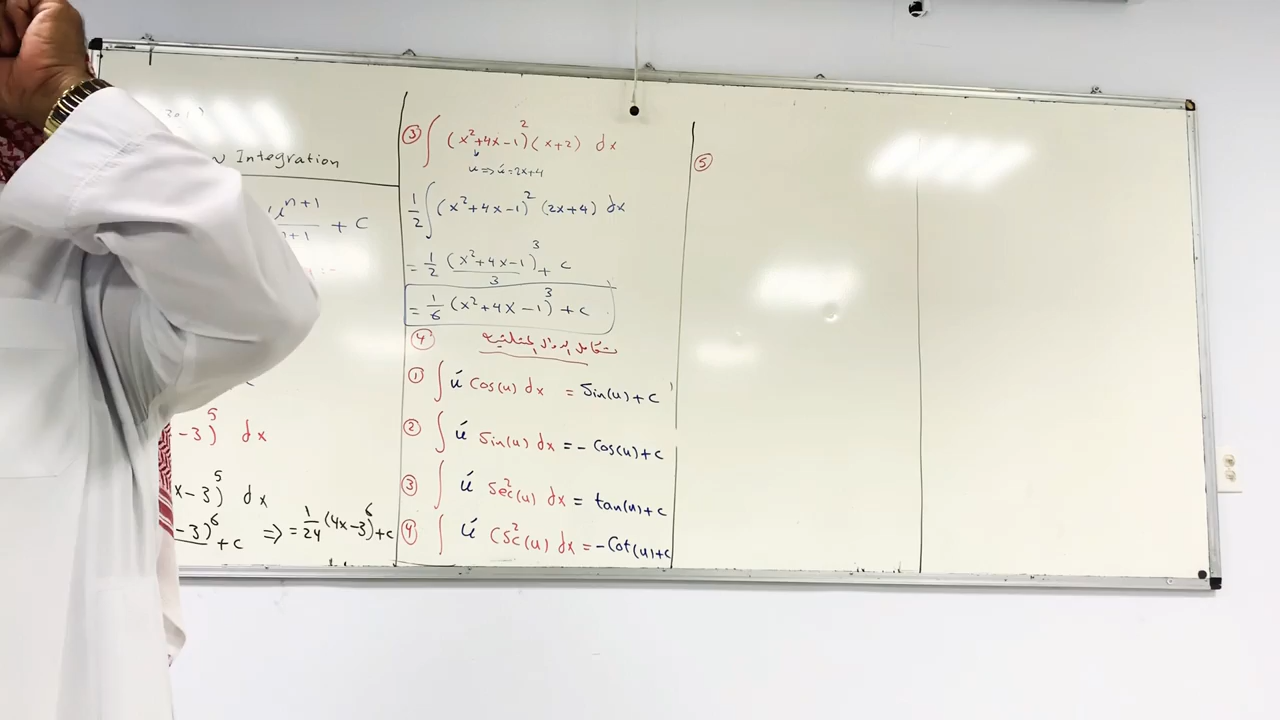 Integration
u^(n+1)/(n+1) + C
-3)^5 dx
x-3)^5 dx
-3)^6 + c ⇒ = 1/24 (4x-3)^6 + c
③ ∫ (x²+4x-1)² (x+2) dx
u ⇒ ú = 2x+4
1/2 ∫ (x²+4x-1)² (2x+4) dx
= 1/2 (x²+4x-1)³/3 + c
= 1/6 (x²+4x-1)³ + c
④
① ∫ ú Cos(u) dx = Sin(u) + c
② ∫ ú Sin(u) dx = - Cos(u) + c
③ ∫ ú Sec²(u) dx = tan(u) + c
④ ∫ ú Csc²(u) dx = - Cot(u) + c
⑤